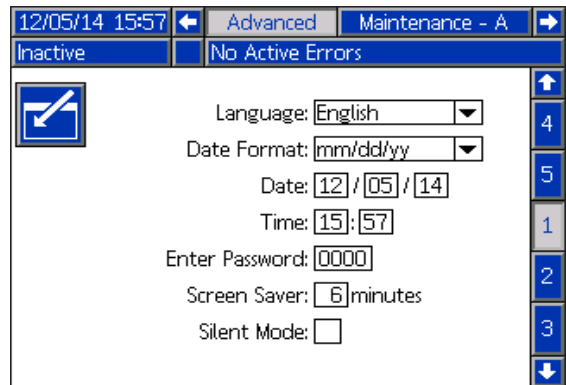 12/05/14 15:57 Advanced Maintenance - A
Inactive No Active Errors
Language: English
4
Date Format: mm/dd/yy
Date: 12 / 05 / 14
5
Time: 15 : 57
1
Enter Password: 0000
2
Screen Saver: 6 minutes
Silent Mode:
3